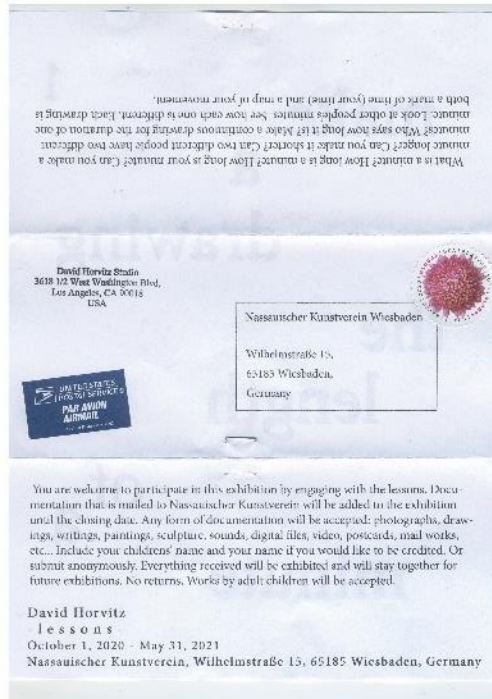 What is a minute? How long is a minute? How long is your minute? Can you make a
minute longer? Can you make it shorter? Can two different people have two different
minutes? Who says how long it is? Make a continuous drawing for the duration of one
minute. Look at other people's minutes. See how each one is different. Each drawing is
both a mark of time (your time) and a map of your movement.
David Horvitz Studio
3618 1/2 West Washington Blvd,
Los Angeles, CA 90018
USA
UNITED STATES
POSTAL SERVICE
PAR AVION
AIRMAIL
Nassauischer Kunstverein Wiesbaden
Wilhelmstraße 15,
65185 Wiesbaden,
Germany
You are welcome to participate in this exhibition by engaging with the lessons. Docu-
mentation that is mailed to Nassauischer Kunstverein will be added to the exhibition
until the closing date. Any form of documentation will be accepted: photographs, draw-
ings, writings, paintings, sculpture, sounds, digital files, video, postcards, mail works,
etc... Include your childrens' name and your name if you would like to be credited. Or
submit anonymously. Everything received will be exhibited and will stay together for
future exhibitions. No returns. Works by adult children will be accepted.
David Horvitz
lessons
October 1, 2020 - May 31, 2021
Nassauischer Kunstverein, Wilhelmstraße 15, 65185 Wiesbaden, Germany